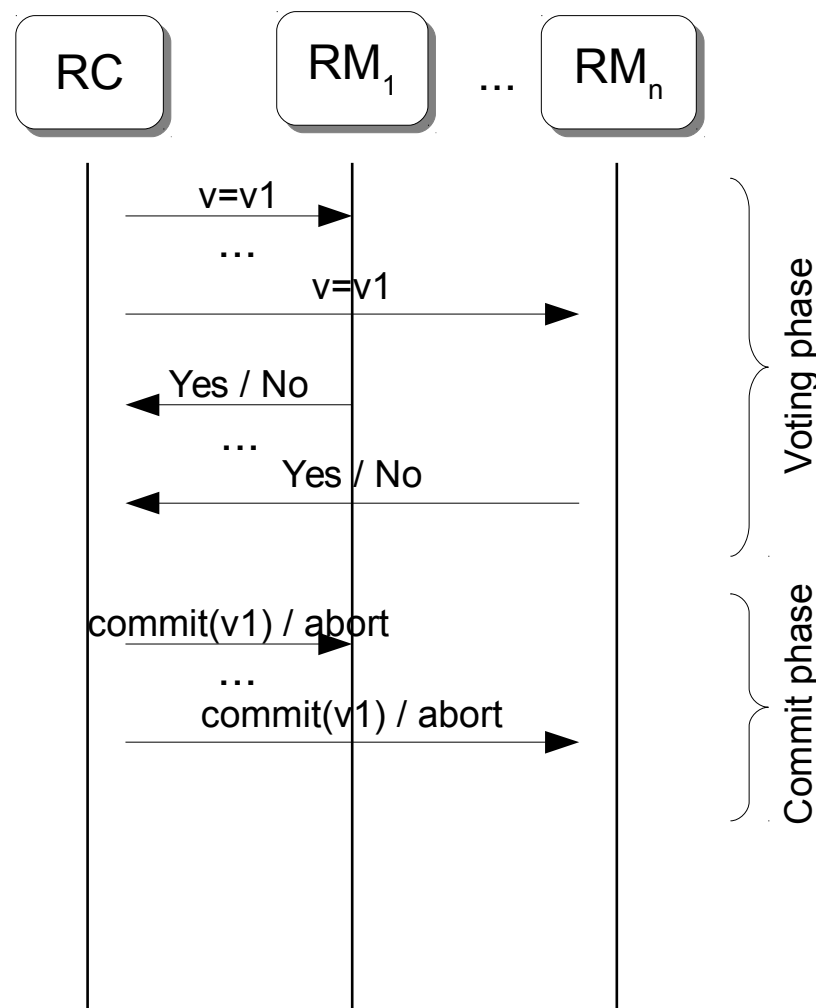 RC
RM1
...
RMn
v=v1
...
v=v1
Yes / No
...
Yes / No
Voting phase
commit(v1) / abort
...
commit(v1) / abort
Commit phase